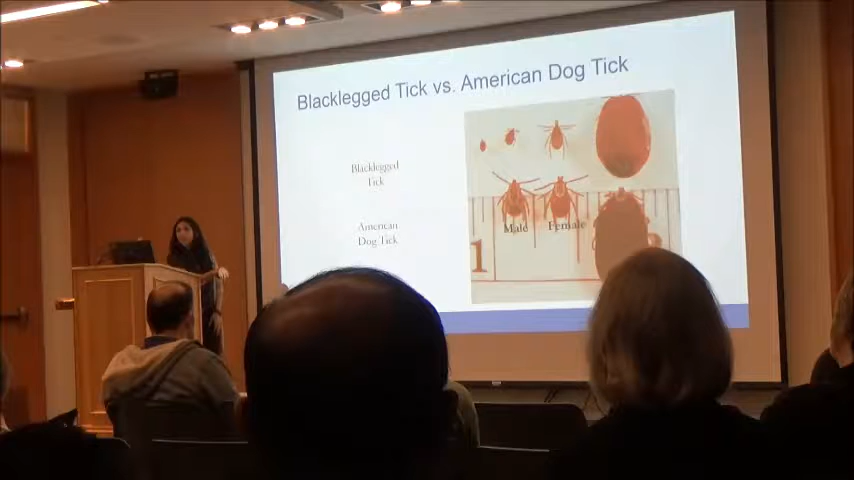 Blacklegged Tick vs. American Dog Tick
Blacklegged
Tick
American
Dog Tick
Male Female
1